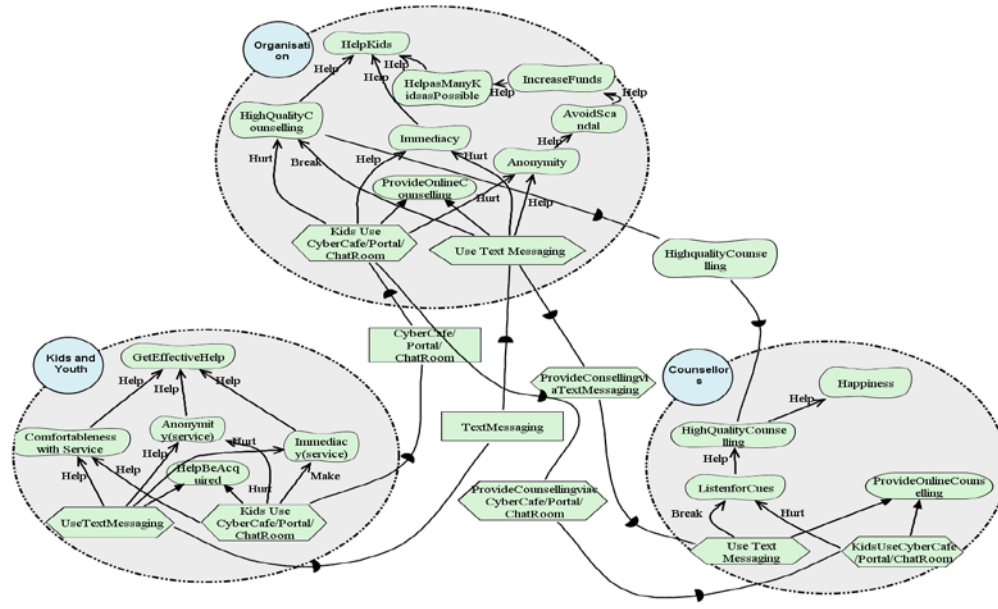 Organisati
on
HelpKids
Help
Help
Help
HelpasManyK
idsasPossible
Help
IncreaseFunds
Help
HighQualityC
ounselling
Immediacy
AvoidSca
ndal
Help
Anonymity
Hurt
Break
Help
Hurt
ProvideOnlineC
ounselling
Hurt
Help
Kids Use
CyberCafe/Portal/
ChatRoom
Use Text Messaging
HighqualityCounse
lling
CyberCafe/
Portal/
ChatRoom
Kids and
Youth
GetEffectiveHelp
Help
Help
Help
Comfortableness
with Service
Anonymi
ty(service)
Hurt
Immediac
y(service)
Help
Help
Help
HelpBeAcq
uired
Hurt
Make
UseTextMessaging
Kids Use
CyberCafe/Portal/
ChatRoom
ProvideConsellingvi
aTextMessaging
TextMessaging
ProvideCounsellingviac
CyberCafe/Portal/
ChatRoom
Counsellor
s
Happiness
Help
HighQualityCounse
lling
Help
ListenforCues
ProvideOnlineCouns
elling
Break
Hurt
Use Text
Messaging
KidsUseCyberCafe
/Portal/ChatRoom